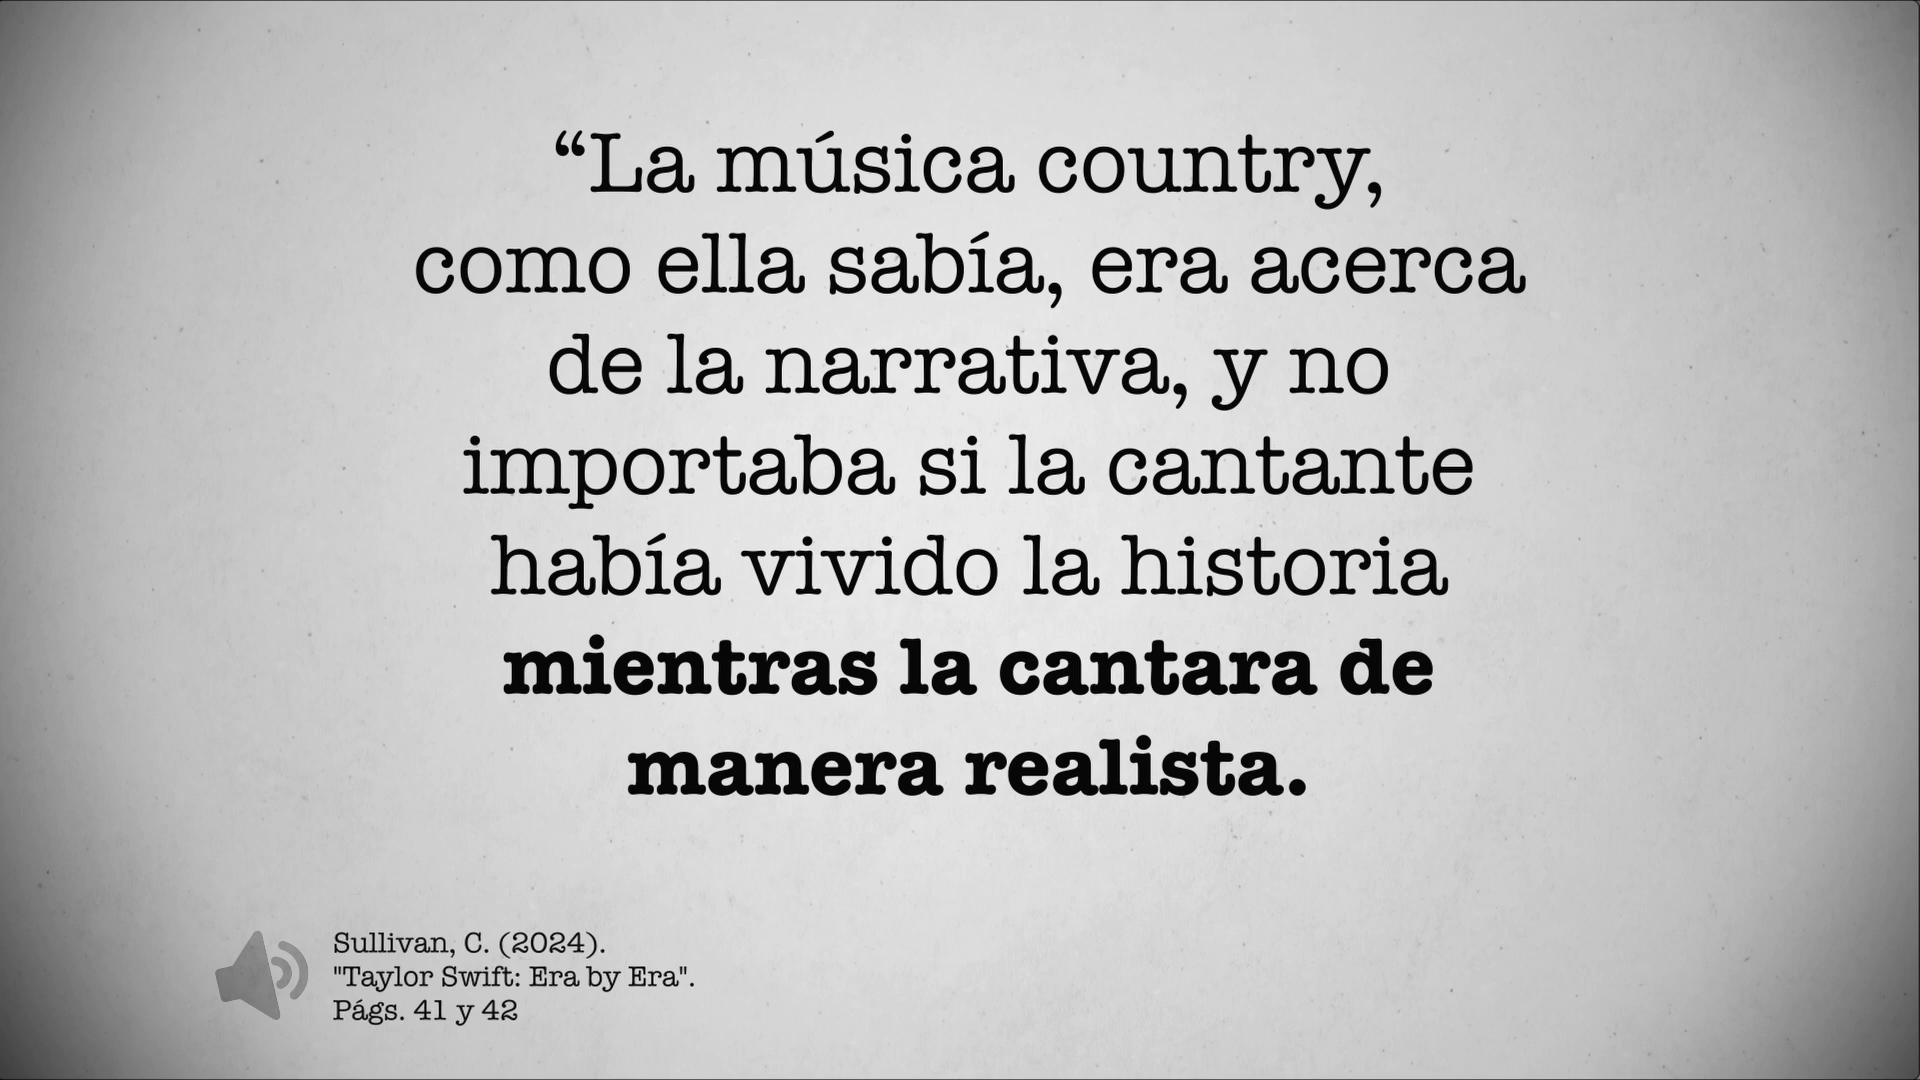 “La música country,
como ella sabía, era acerca
de la narrativa, y no
importaba si la cantante
había vivido la historia
mientras la cantara de
manera realista.
Sullivan, C. (2024).
"Taylor Swift: Era by Era".
Págs. 41 y 42